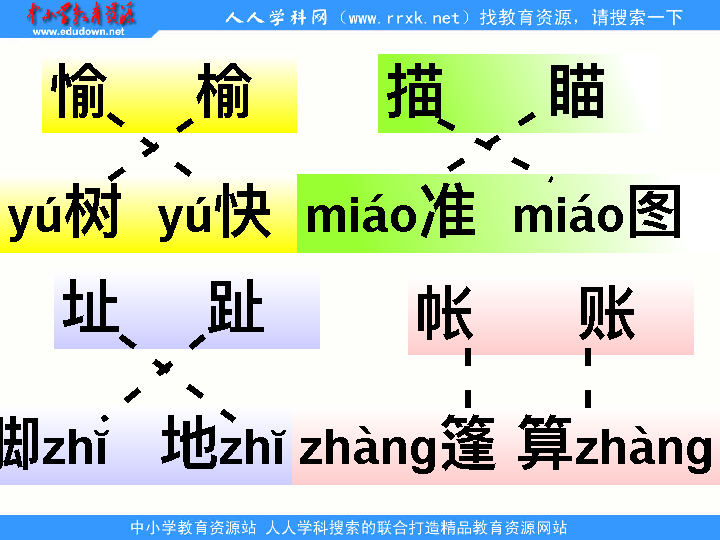 中小学教育资源
www.edudown.net
人人学科网（www.rrxk.net）找教育资源，请搜索一下
愉 榆 描 瞄
yú树 yú快 miáo准 miáo图
址 趾 帐 账
脚zhǐ 地zhǐ zhàng篷 算zhàng
中小学教育资源站 人人学科搜索的联合打造精品教育资源网站